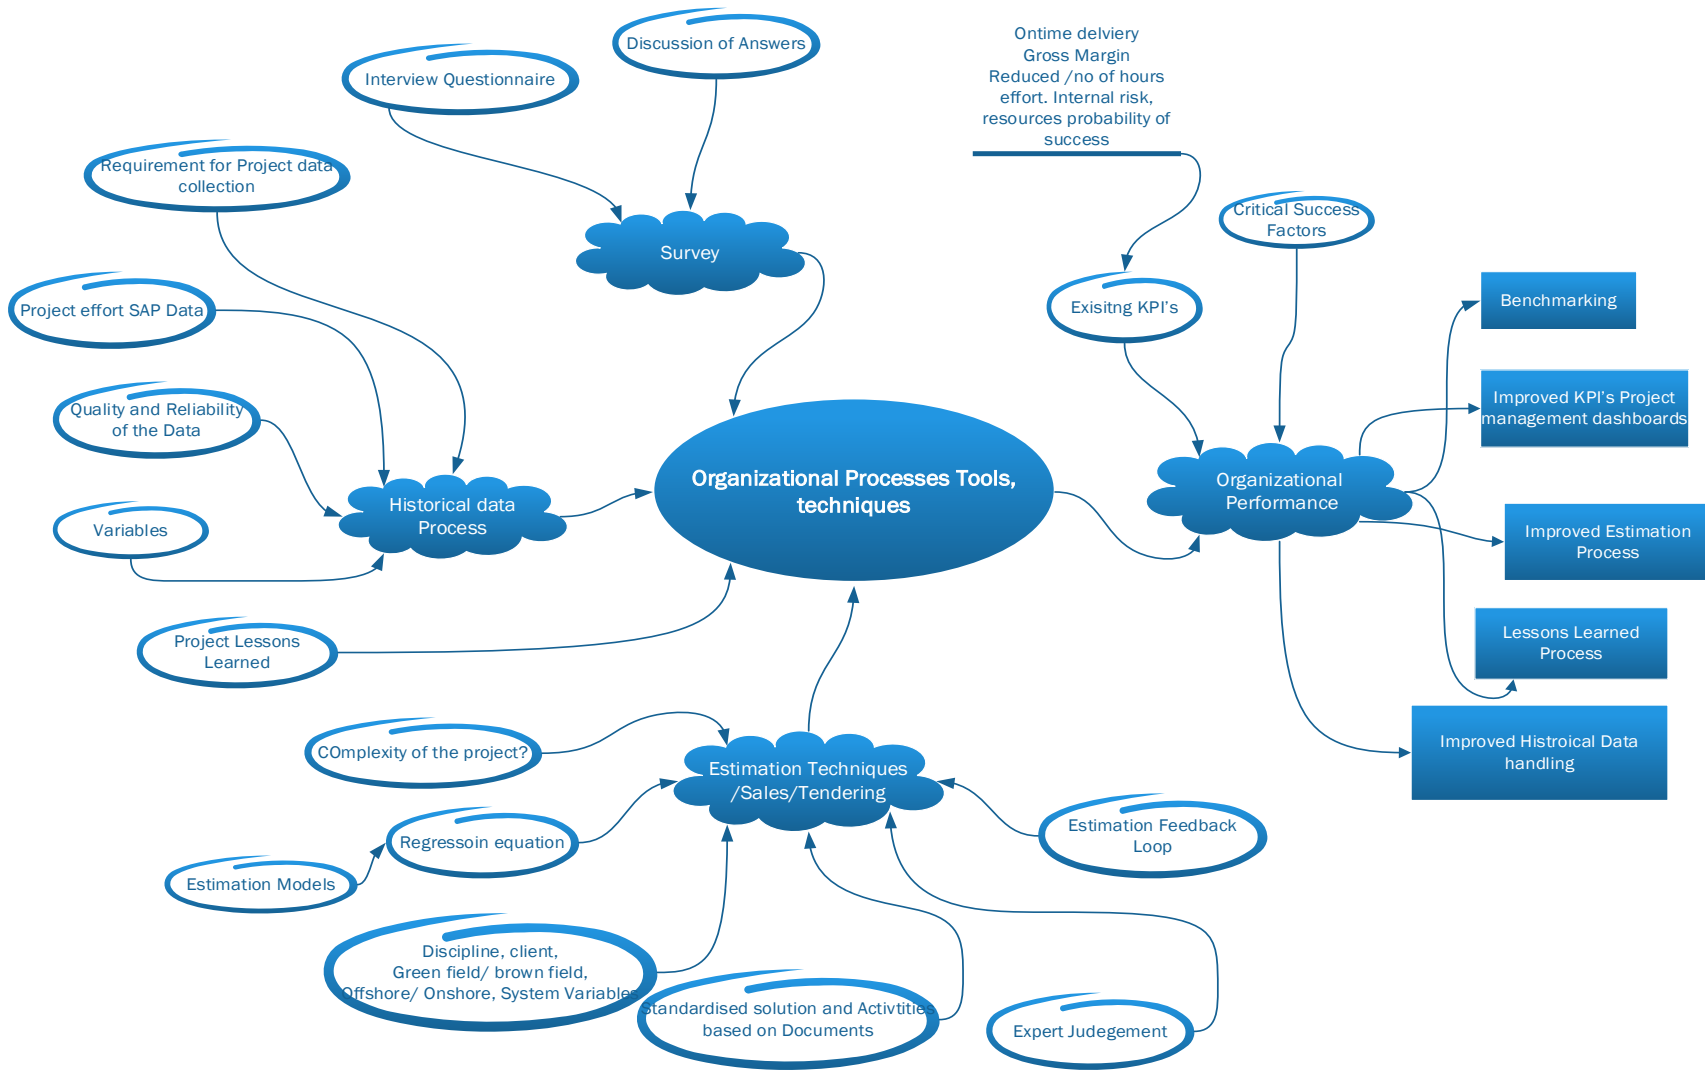 Discussion of Answers
Interview Questionnaire
Ontime delviery
Gross Margin
Reduced /no of hours
effort. Internal risk,
resources probability of
success
Requirement for Project data
collection
Critical Success
Factors
Survey
Project effort SAP Data
Exisitng KPI's
Benchmarking
Quality and Reliability
of the Data
Improved KPI's Project
management dashboards
Historical data
Process
Organizational Processes Tools,
techniques
Organizational
Performance
Variables
Improved Estimation
Process
Project Lessons
Learned
Lessons Learned
Process
COmplexity of the project?
Estimation Techniques
/Sales/Tendering
Improved Histroical Data
handling
Regressoin equation
Estimation Feedback
Loop
Estimation Models
Discipline, client,
Green field/ brown field,
Offshore/ Onshore, System Variables
Standardised solution and Activtities
based on Documents
Expert Judegement